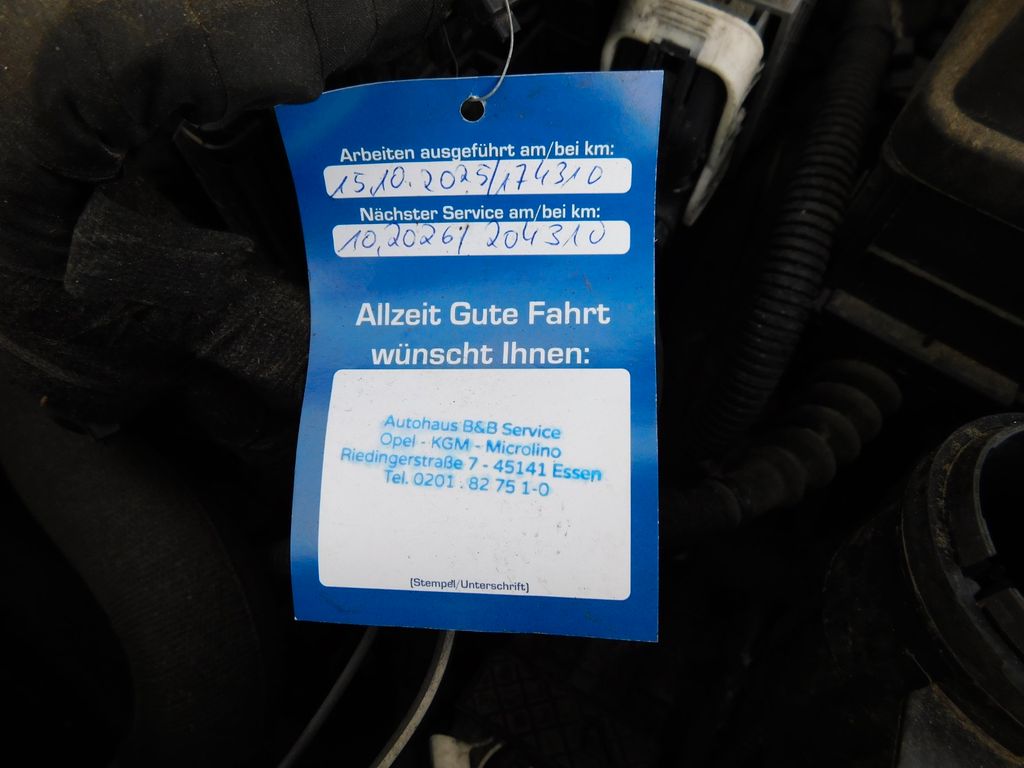 Arbeiten ausgeführt am/bei km:
15.10.2025/174310
Nächster Service am/bei km:
10.2026/ 204310
Allzeit Gute Fahrt
wünscht Ihnen:
Autohaus B&B Service
Opel - KGM - Microlino
Riedingerstraße 7 - 45141 Essen
Tel. 0201 . 82 75 1-0
(Stempel/Unterschrift)